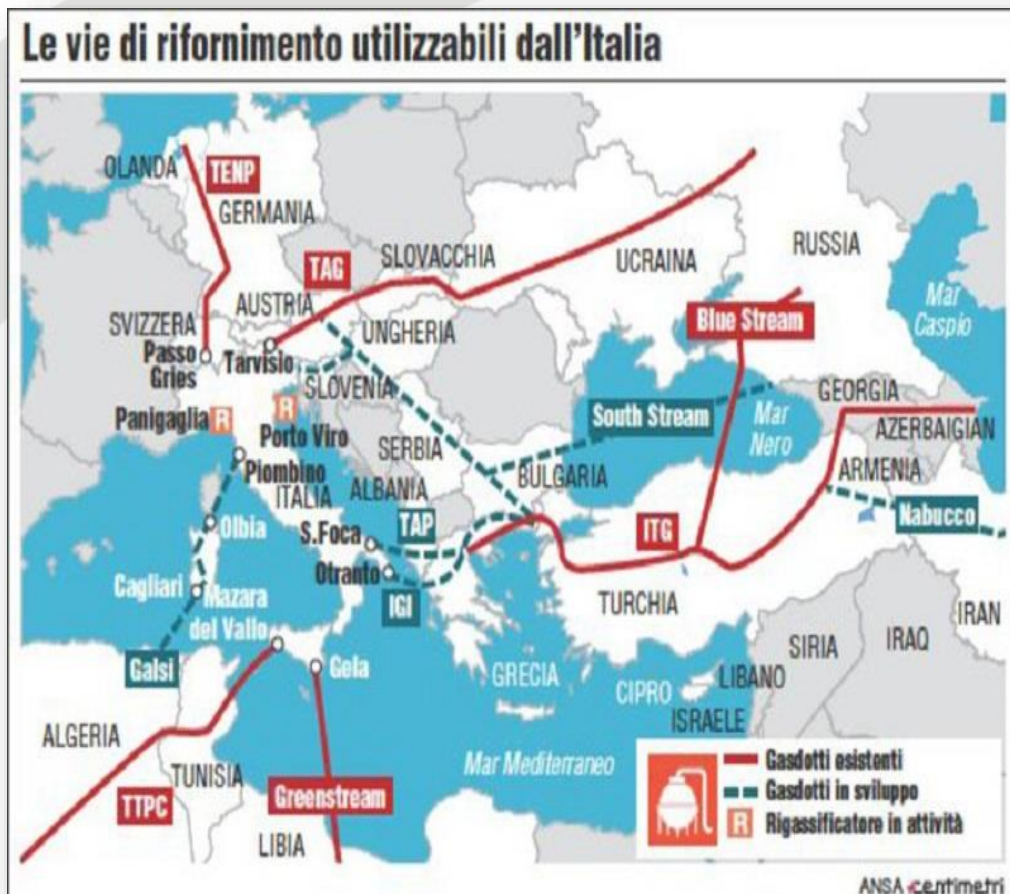 Le vie di rifornimento utilizzabili dall'Italia
OLANDA
TENP
GERMANIA
TAG
SLOVACCHIA
UCRAINA
RUSSIA
Mar
Caspio
AUSTRIA
SVIZZERA
UNGHERIA
Blue Stream
Passo
Gries
Tarvisio
SLOVENIA
GEORGIA
Panigaglia
R
R
Porto Viro
South Stream
Mar
Nero
AZERBAIGIAN
SERBIA
Piombino
BULGARIA
ARMENIA
ITALIA
ALBANIA
Nabucco
Olbia
TAP
S.Foca
ITG
Otranto
Cagliari
Mazara
del Vallo
IGI
TURCHIA
IRAN
SIRIA
IRAQ
Galsi
Gela
GRECIA
CIPRO
LIBANO
ISRAELE
ALGERIA
Mar Mediterraneo
TUNISIA
TTPC
Greenstream
LIBIA
Gasdotti esistenti
Gasdotti in sviluppo
R
Rigassificatore in attività
ANSA centimetri